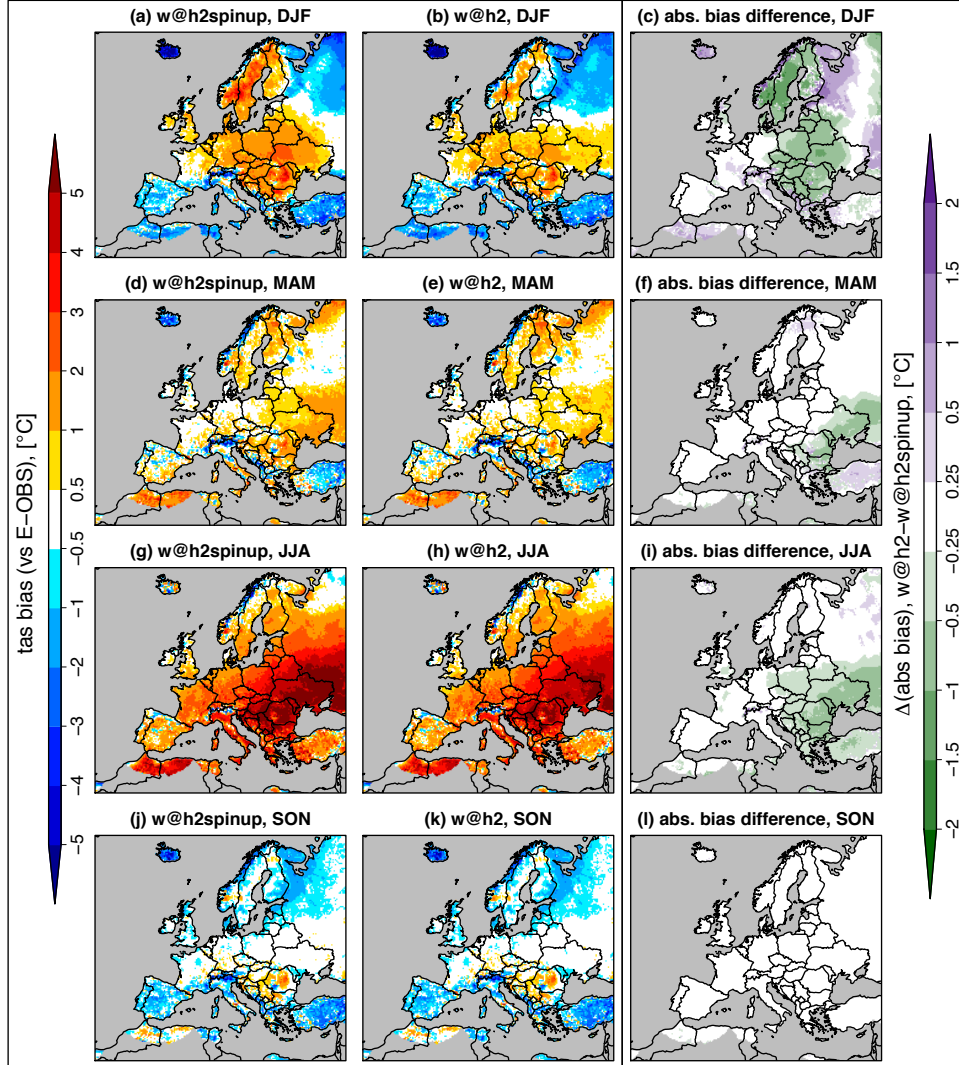 (a) w@h2spinup, DJF
(b) w@h2, DJF
(c) abs. bias difference, DJF
(d) w@h2spinup, MAM
(e) w@h2, MAM
(f) abs. bias difference, MAM
(g) w@h2spinup, JJA
(h) w@h2, JJA
(i) abs. bias difference, JJA
(j) w@h2spinup, SON
(k) w@h2, SON
(l) abs. bias difference, SON
tas bias (vs E−OBS), [°C]
5
4
3
2
1
0.5
−0.5
−1
−2
−3
−4
−5
Δ(abs bias), w@h2−w@h2spinup, [°C]
2
1.5
1
0.5
0.25
−0.25
−0.5
−1
−1.5
−2